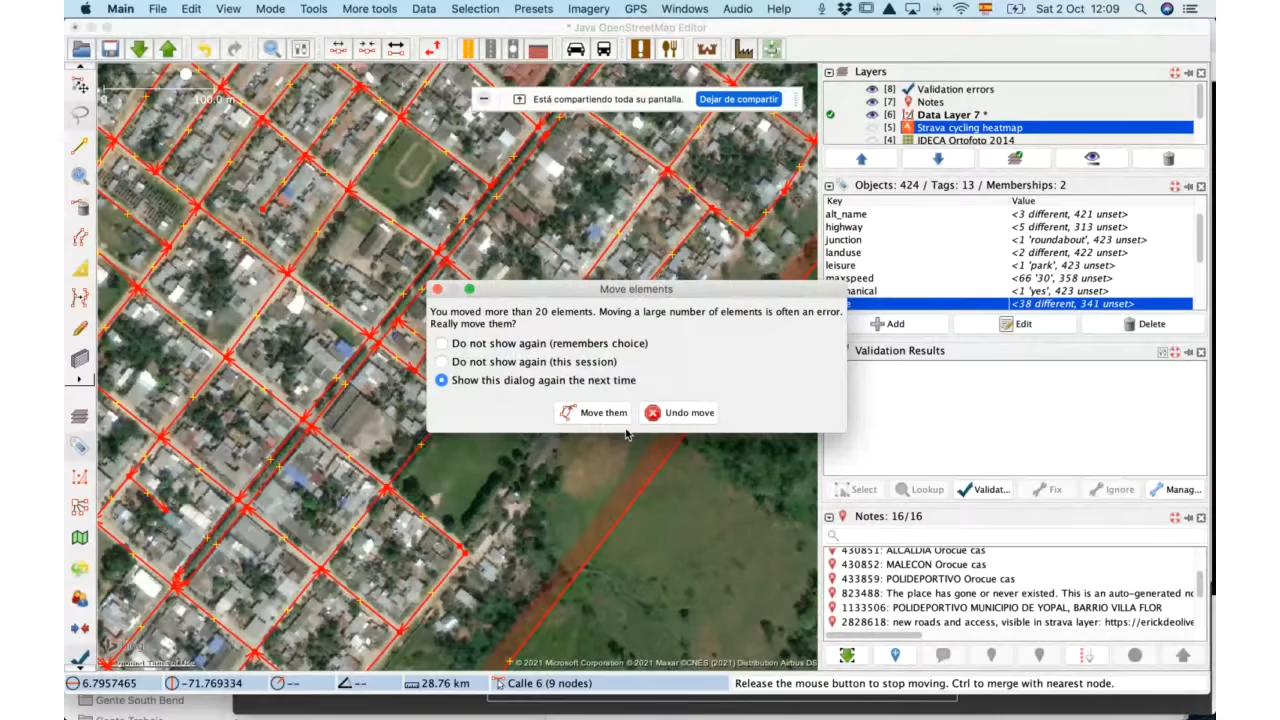 Main File Edit View Mode Tools More tools Data Selection Presets Imagery GPS Windows Audio Help Sat 2 Oct 12:09
* Java OpenStreetMap Editor
0 100.0 m
Está compartiendo toda su pantalla. Dejar de compartir
Layers
[8] Validation errors
[7] Notes
[6] Data Layer 7 *
[5] Strava cycling heatmap
[4] IDECA Ortofoto 2014
Objects: 424 / Tags: 13 / Memberships: 2
Key Value
alt_name <3 different, 421 unset>
highway <5 different, 313 unset>
junction <1 'roundabout', 423 unset>
landuse <2 different, 422 unset>
leisure <1 'park', 423 unset>
maxspeed <66 '30', 358 unset>
hanical <1 'yes', 423 unset>
<38 different, 341 unset>
Add Edit Delete
Move elements
You moved more than 20 elements. Moving a large number of elements is often an error.
Really move them?
Do not show again (remembers choice)
Do not show again (this session)
Show this dialog again the next time
Move them Undo move
Validation Results
Select Lookup Validat... Fix Ignore Manag...
Notes: 16/16
430851: ALCALDIA Orocue cas
430852: MALECON Orocue cas
433859: POLIDEPORTIVO Orocue cas
823488: The place has gone or never existed. This is an auto-generated no
1133506: POLIDEPORTIVO MUNICIPIO DE YOPAL, BARRIO VILLA FLOR
2828618: new roads and access, visible in strava layer: https://erickdeolive
© 2021 Microsoft Corporation © 2021 Maxar ©CNES (2021) Distribution Airbus DS
6.7957465 -71.769334 -- -- 28.76 km Calle 6 (9 nodes) Release the mouse button to stop moving. Ctrl to merge with nearest node.
Gente South Bend